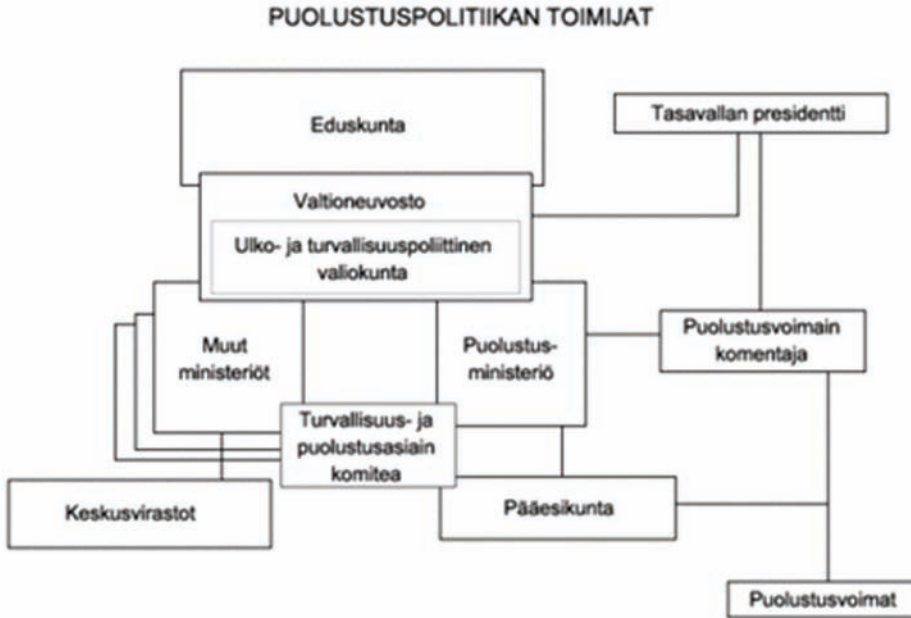 PUOLUSTUSPOLITIIKAN TOIMIJAT
Eduskunta
Tasavallan presidentti
Valtioneuvosto
Ulko- ja turvallisuuspoliittinen
valiokunta
Muut
ministeriöt
Puolustus-
ministeriö
Puolustusvoimain
komentaja
Turvallisuus- ja
puolustusasiain
komitea
Keskusvirastot
Pääesikunta
Puolustusvoimat